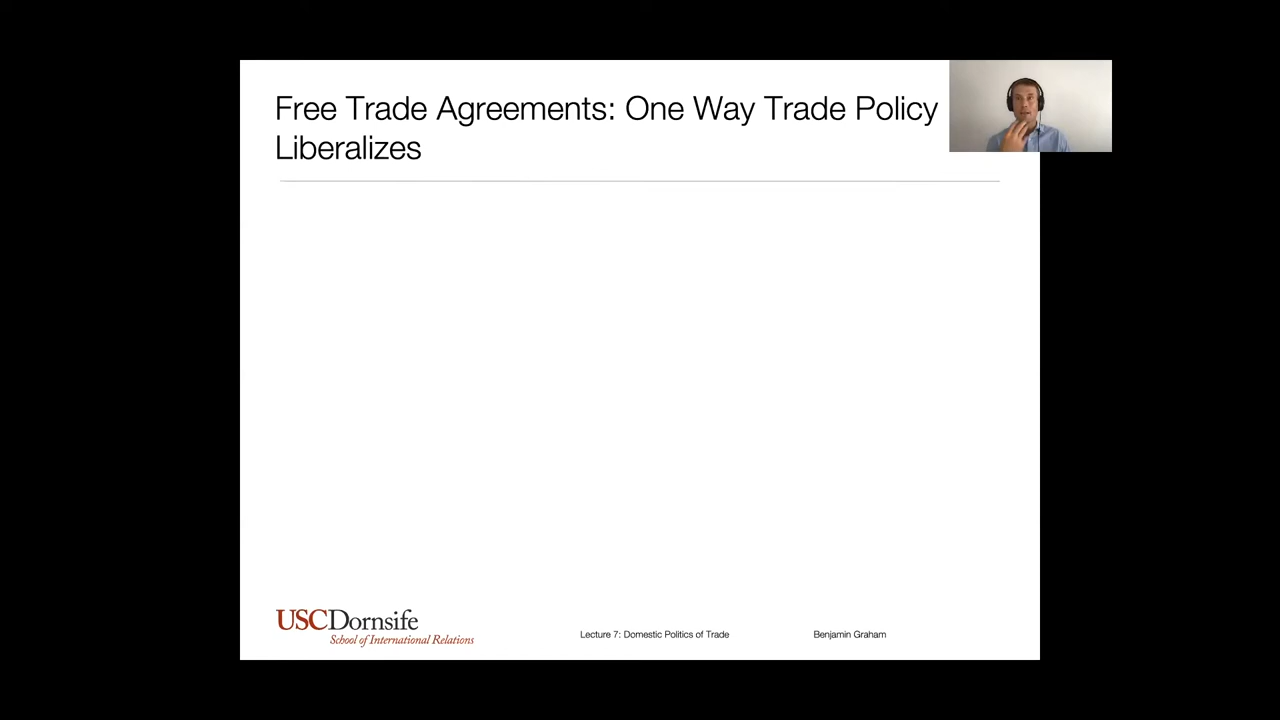 Free Trade Agreements: One Way Trade Policy
Liberalizes
USCDornsife
School of International Relations
Lecture 7: Domestic Politics of Trade
Benjamin Graham